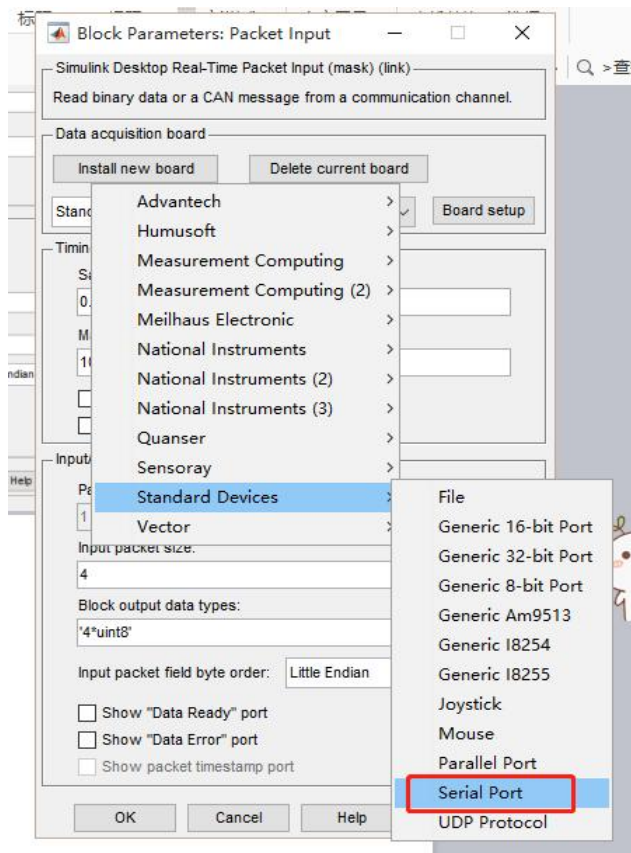 Block Parameters: Packet Input
>查
Simulink Desktop Real-Time Packet Input (mask) (link)
Read binary data or a CAN message from a communication channel.
Data acquisition board
Install new board
Delete current board
Board setup
Advantech
Humusoft
Measurement Computing
Measurement Computing (2)
Meilhaus Electronic
National Instruments
National Instruments (2)
National Instruments (3)
Quanser
Sensoray
Standard Devices
Vector
File
Generic 16-bit Port
Generic 32-bit Port
Generic 8-bit Port
Generic Am9513
Generic I8254
Generic I8255
Joystick
Mouse
Parallel Port
Serial Port
UDP Protocol
Input packet size:
4
Block output data types:
'4*uint8'
Input packet field byte order:
Little Endian
Show "Data Ready" port
Show "Data Error" port
Show packet timestamp port
OK
Cancel
Help
Help